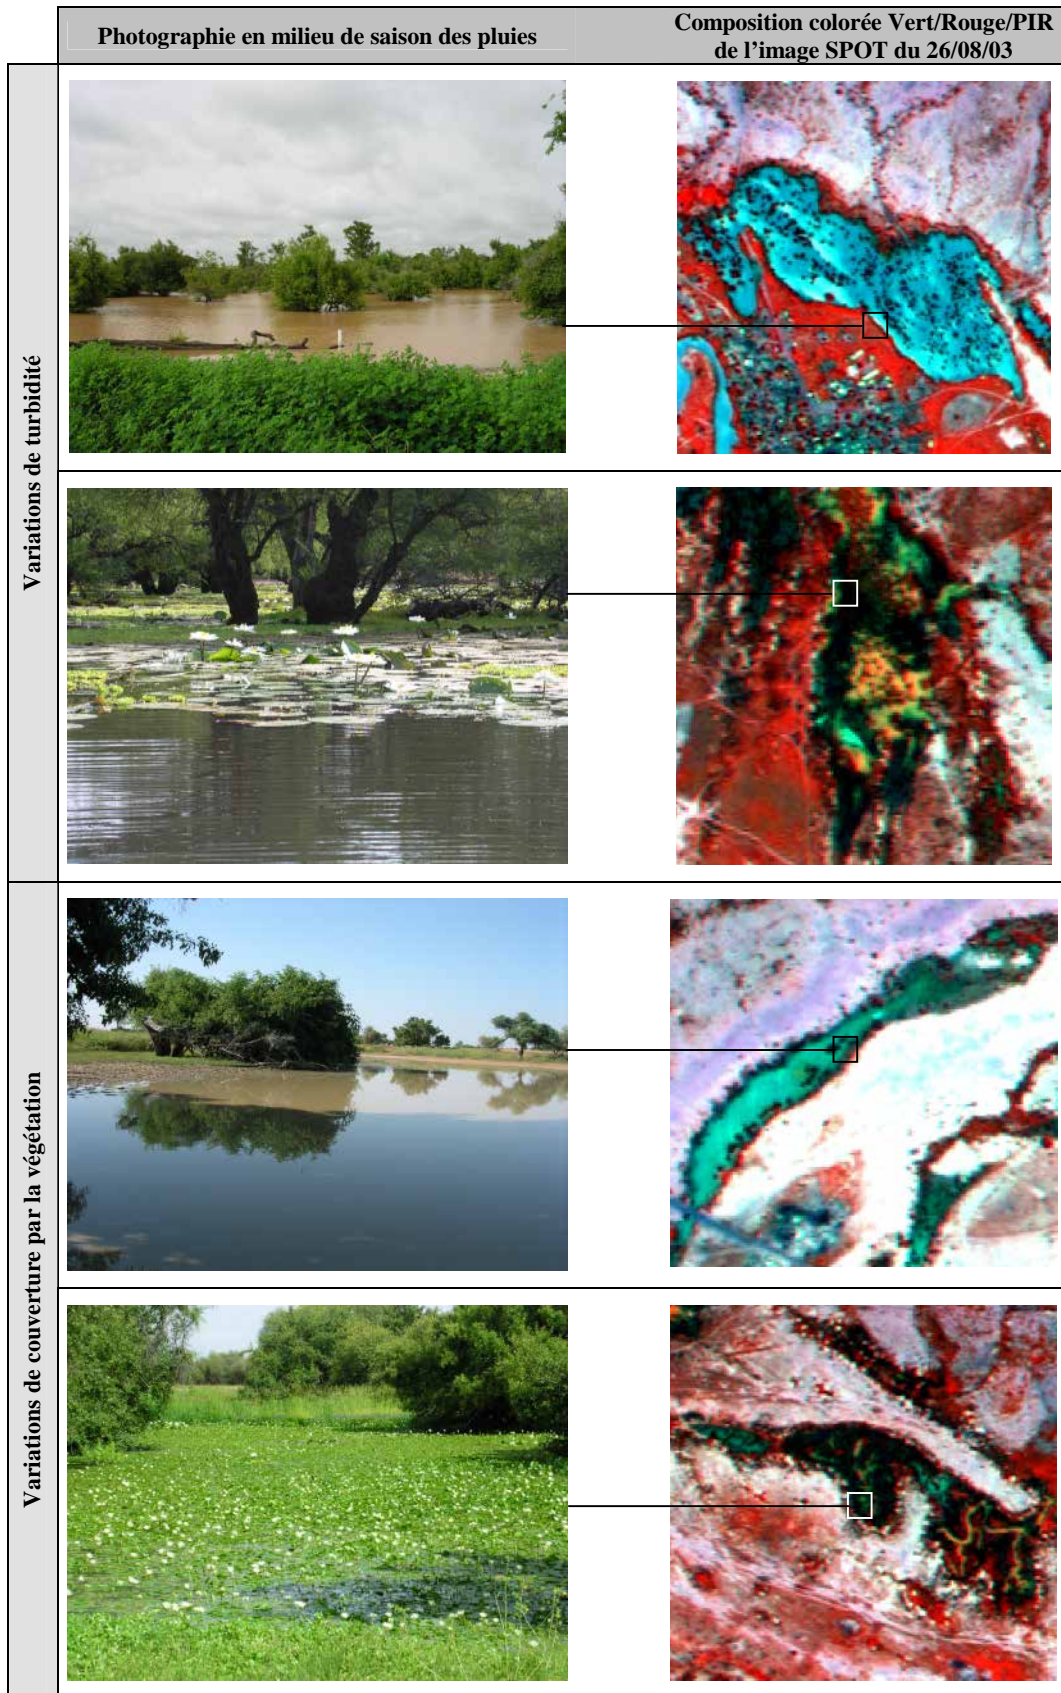 Photographie en milieu de saison des pluies
Composition colorée Vert/Rouge/PIR
de l'image SPOT du 26/08/03
Variations de turbidité
Variations de couverture par la végétation